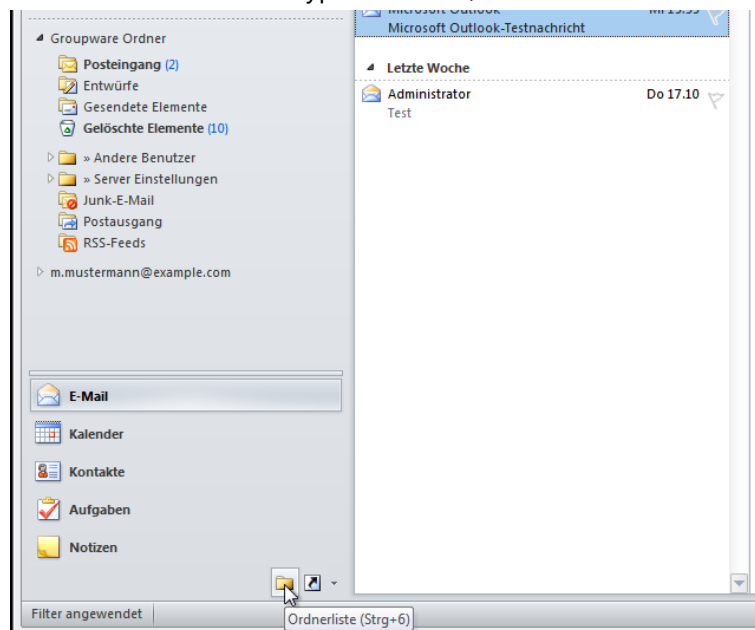 Microsoft Outlook
Microsoft Outlook-Testnachricht
Groupware Ordner
Posteingang (2)
Entwürfe
Gesendete Elemente
Gelöschte Elemente (10)
» Andere Benutzer
» Server Einstellungen
Junk-E-Mail
Postausgang
RSS-Feeds
m.mustermann@example.com
Letzte Woche
Administrator Do 17.10
Test
E-Mail
Kalender
Kontakte
Aufgaben
Notizen
Filter angewendet
Ordnerliste (Strg+6)